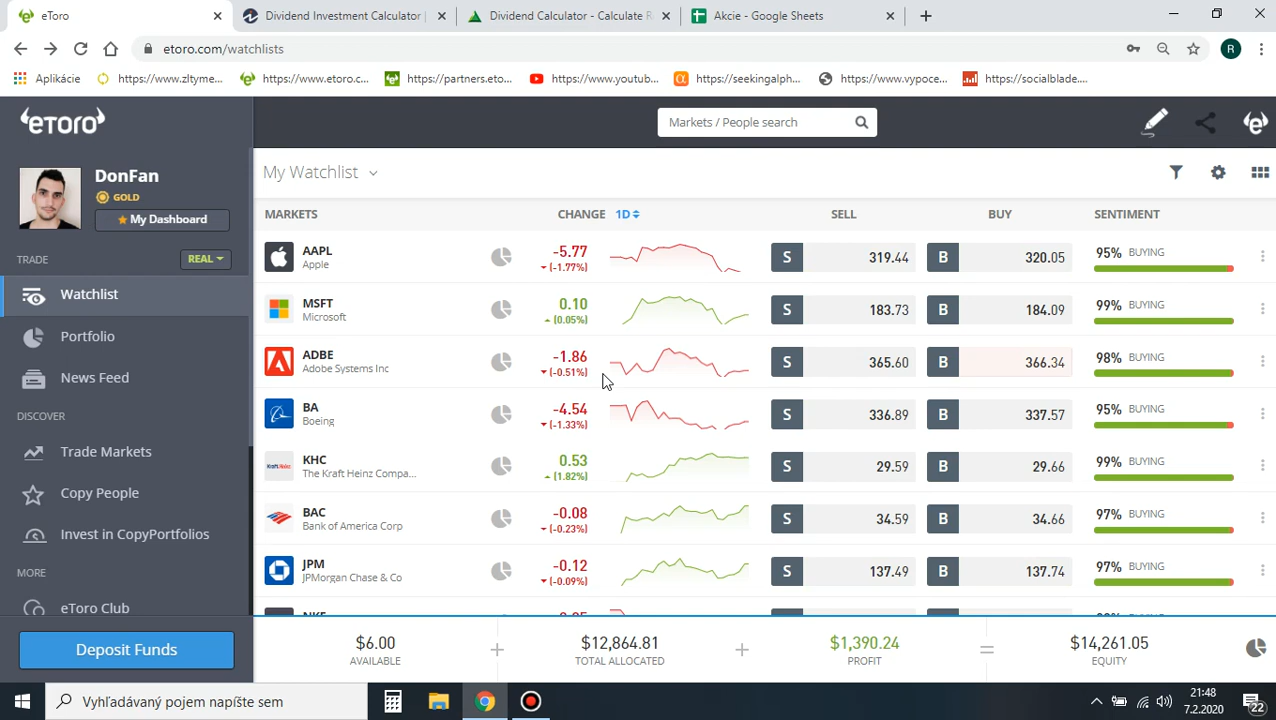 eToro
Dividend Investment Calculator |
Dividend Calculator - Calculate R
Akcie - Google Sheets
etoro.com/watchlists
R
Aplikácie
https://www.zltyme...
https://www.etoro.c...
https://partners.eto...
https://www.youtub...
https://seekingalph...
https://www.vypoce...
https://socialblade....
eToro
Markets / People search
DonFan
GOLD
My Dashboard
TRADE
REAL
Watchlist
Portfolio
News Feed
DISCOVER
Trade Markets
Copy People
Invest in CopyPortfolios
MORE
eToro Club
Deposit Funds
My Watchlist
MARKETS CHANGE 1D SELL BUY SENTIMENT
AAPL -5.77 S 319.44 B 320.05 95% BUYING
Apple (-1.77%)
MSFT 0.10 S 183.73 B 184.09 99% BUYING
Microsoft (0.05%)
ADBE -1.86 S 365.60 B 366.34 98% BUYING
Adobe Systems Inc (-0.51%)
BA -4.54 S 336.89 B 337.57 95% BUYING
Boeing (-1.33%)
KHC 0.53 S 29.59 B 29.66 99% BUYING
Kraft Heinz
The Kraft Heinz Compa... (1.82%)
BAC -0.08 S 34.59 B 34.66 97% BUYING
Bank of America Corp (-0.23%)
JPM -0.12 S 137.49 B 137.74 97% BUYING
JPMorgan Chase & Co (-0.09%)
$6.00 + $12,864.81 + $1,390.24 = $14,261.05
AVAILABLE TOTAL ALLOCATED PROFIT EQUITY
Vyhľadávaný pojem napíšte sem
21:48
7.2.2020
22